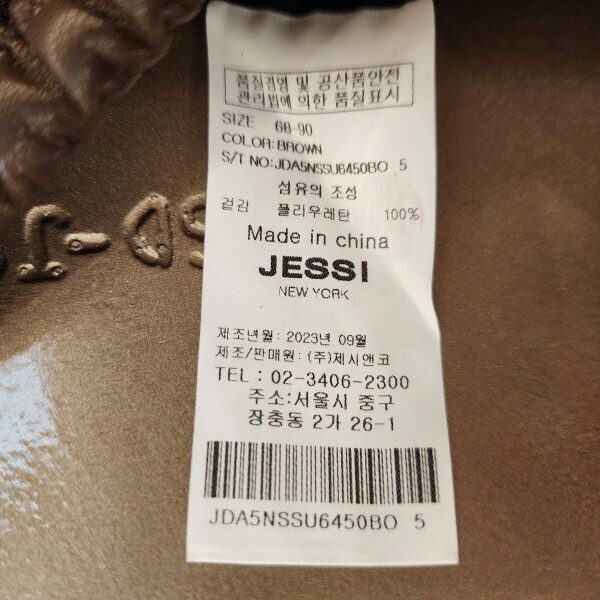 품질경영 및 공산품안전
관리법에 의한 품질표시
SIZE 68-90
COLOR:BROWN
S/T NO:JDA5NSSU6450BO 5
섬유의 조성
겉감 폴리우레탄 100%
Made in china
JESSI
NEW YORK
제조년월: 2023년 09월
제조/판매원: (주)제시앤코
TEL : 02-3406-2300
주소:서울시 중구
장충동 2가 26-1
JDA5NSSU6450BO 5